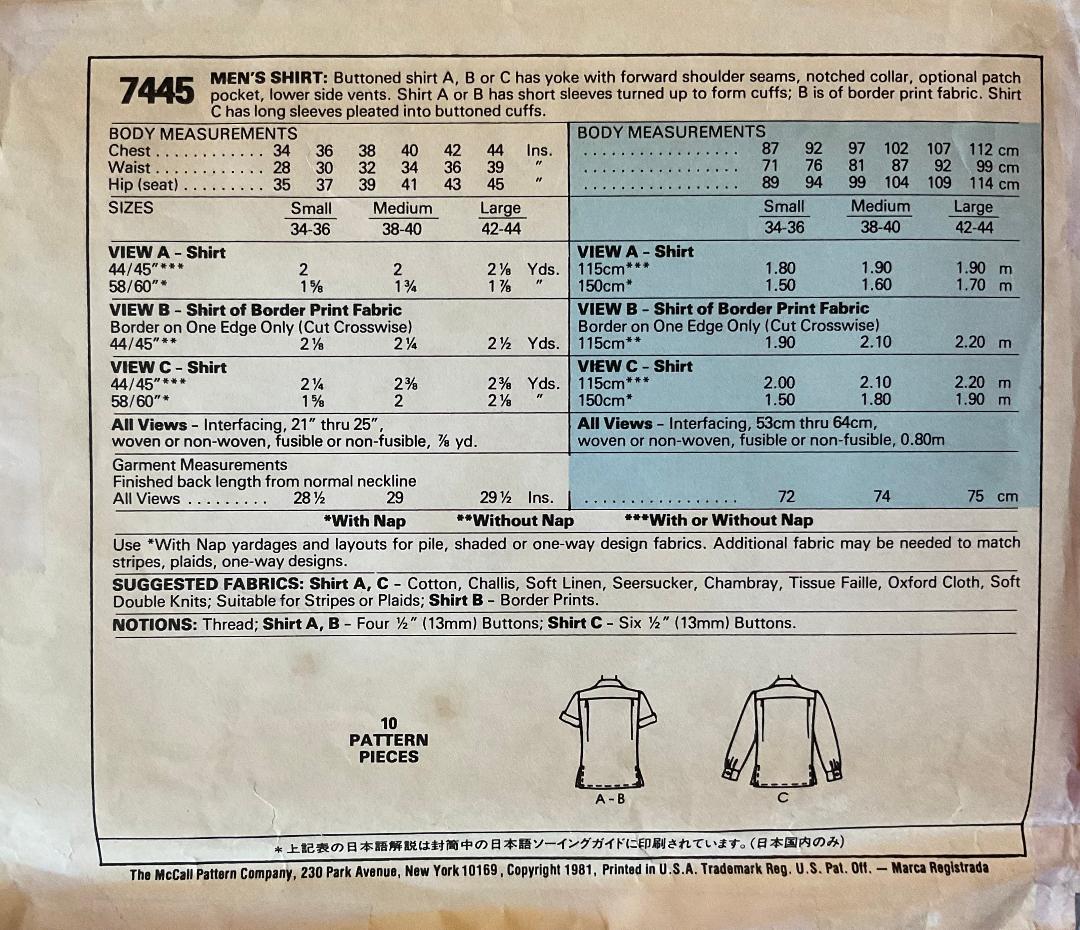 7445 MEN'S SHIRT: Buttoned shirt A, B or C has yoke with forward shoulder seams, notched collar, optional patch
pocket, lower side vents. Shirt A or B has short sleeves turned up to form cuffs; B is of border print fabric. Shirt
C has long sleeves pleated into buttoned cuffs.
BODY MEASUREMENTS
Chest ............ 34 36 38 40 42 44 Ins.
Waist ............ 28 30 32 34 36 39 "
Hip (seat) ......... 35 37 39 41 43 45 "
SIZES Small Medium Large
34-36 38-40 42-44
VIEW A – Shirt
44/45"*** 2 2 2⅛ Yds.
58/60"* 1⅝ 1¾ 1⅞ "
VIEW B – Shirt of Border Print Fabric
Border on One Edge Only (Cut Crosswise)
44/45"** 2⅛ 2¼ 2½ Yds.
VIEW C – Shirt
44/45"*** 2¼ 2⅜ 2⅜ Yds.
58/60"* 1⅝ 2 2⅛ "
All Views – Interfacing, 21" thru 25",
woven or non-woven, fusible or non-fusible, ⅞ yd.
Garment Measurements
Finished back length from normal neckline
All Views ......... 28½ 29 29½ Ins.
BODY MEASUREMENTS
................. 87 92 97 102 107 112 cm
................. 71 76 81 87 92 99 cm
................. 89 94 99 104 109 114 cm
Small Medium Large
34-36 38-40 42-44
VIEW A – Shirt
115cm*** 1.80 1.90 1.90 m
150cm* 1.50 1.60 1.70 m
VIEW B – Shirt of Border Print Fabric
Border on One Edge Only (Cut Crosswise)
115cm** 1.90 2.10 2.20 m
VIEW C – Shirt
115cm*** 2.00 2.10 2.20 m
150cm* 1.50 1.80 1.90 m
All Views – Interfacing, 53cm thru 64cm,
woven or non-woven, fusible or non-fusible, 0.80m
................. 72 74 75 cm
*With Nap **Without Nap ***With or Without Nap
Use *With Nap yardages and layouts for pile, shaded or one-way design fabrics. Additional fabric may be needed to match
stripes, plaids, one-way designs.
SUGGESTED FABRICS: Shirt A, C – Cotton, Challis, Soft Linen, Seersucker, Chambray, Tissue Faille, Oxford Cloth, Soft
Double Knits; Suitable for Stripes or Plaids; Shirt B – Border Prints.
NOTIONS: Thread; Shirt A, B – Four ½" (13mm) Buttons; Shirt C – Six ½" (13mm) Buttons.
10
PATTERN
PIECES
A - B
C
*上記表の日本語解説は封筒中の日本語ソーイングガイドに印刷されています。(日本国内のみ)
The McCall Pattern Company, 230 Park Avenue, New York 10169, Copyright 1981, Printed in U.S.A. Trademark Reg. U.S. Pat. Off. — Marca Registrada